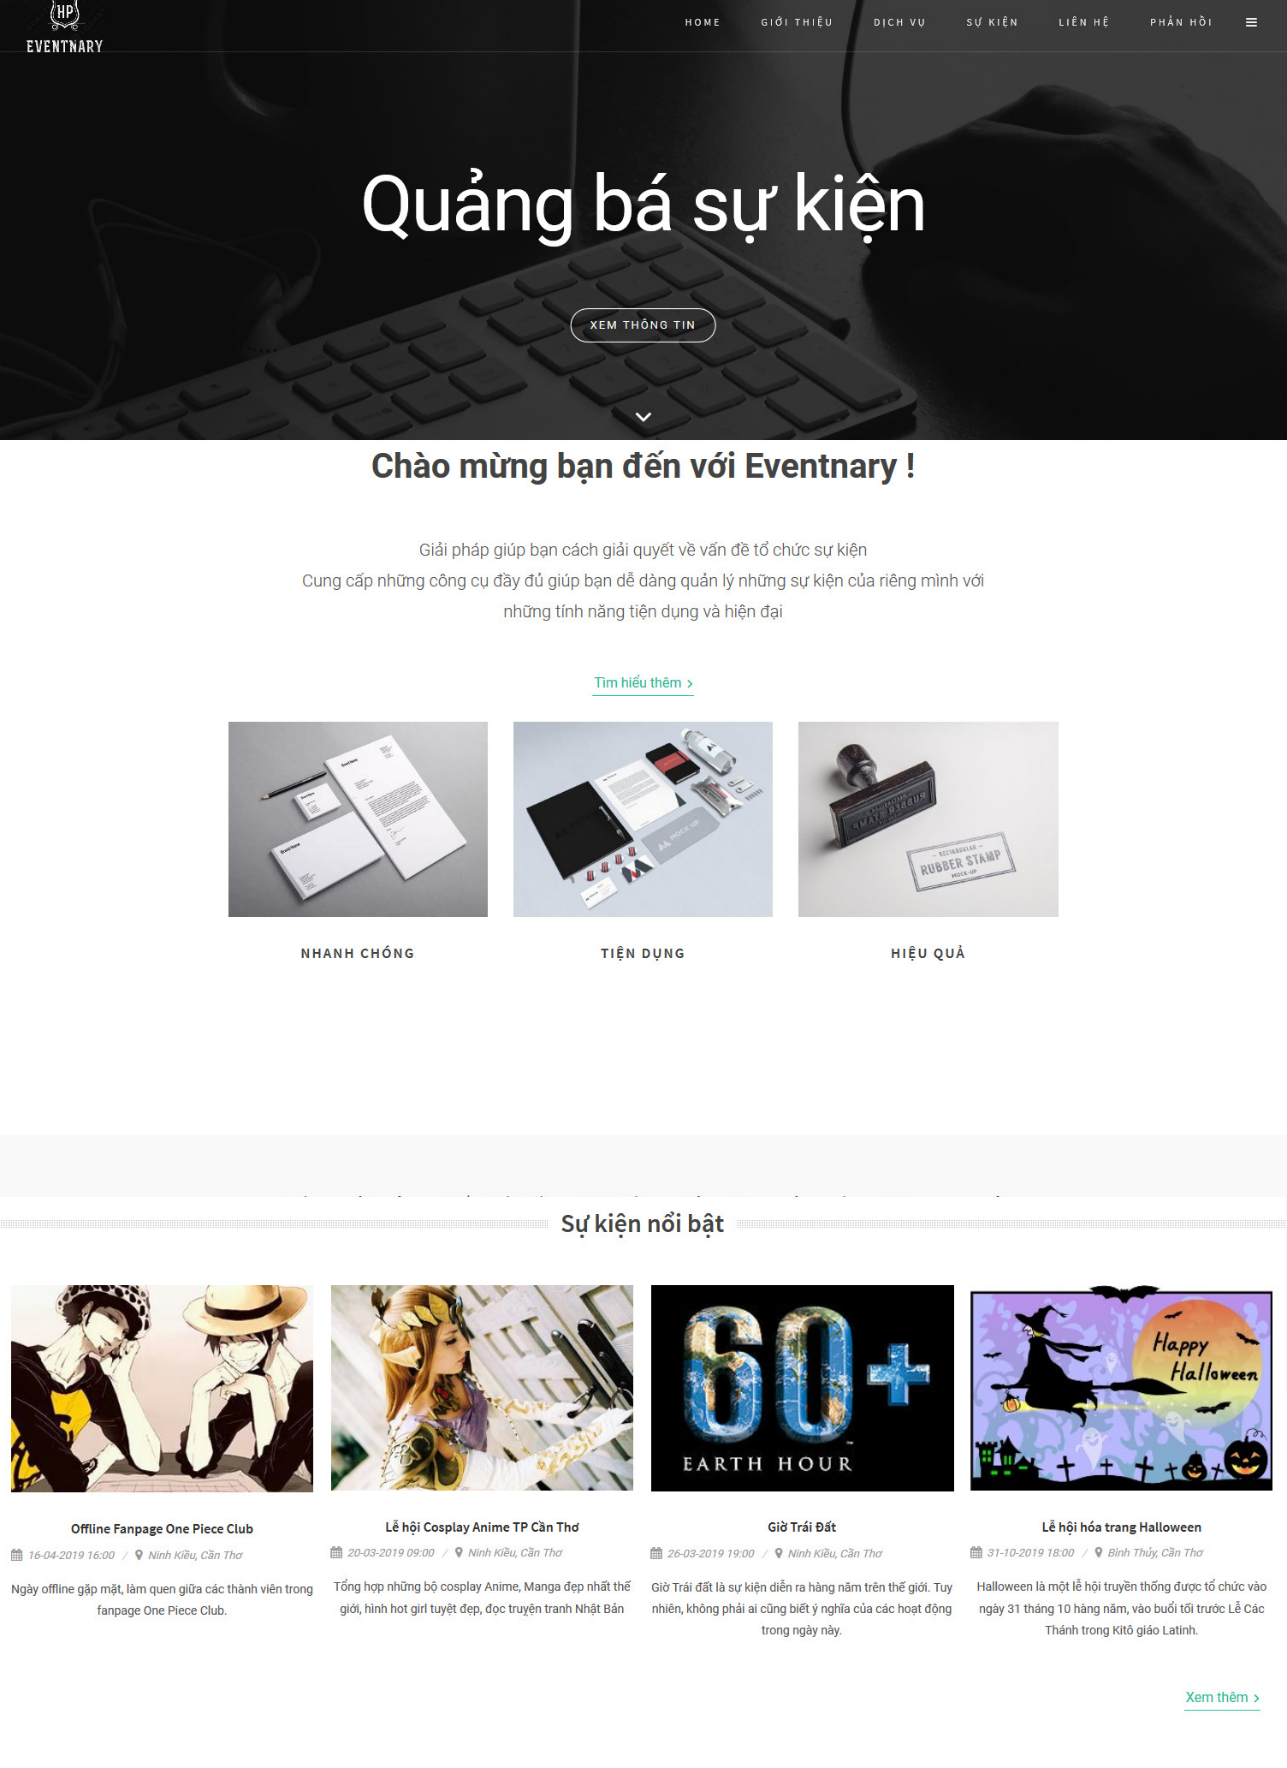 HP
EVENTNARY
HOME
GIỚI THIỆU
DỊCH VỤ
SỰ KIỆN
LIÊN HỆ
PHẢN HỒI
Quảng bá sự kiện
XEM THÔNG TIN
Chào mừng bạn đến với Eventnary !
Giải pháp giúp bạn cách giải quyết về vấn đề tổ chức sự kiện
Cung cấp những công cụ đầy đủ giúp bạn dễ dàng quản lý những sự kiện của riêng mình với
những tính năng tiện dụng và hiện đại
Tìm hiểu thêm
Brand Name
Brand Name
MOCK UP
RECTANGULAR
RUBBER STAMP
MOCK-UP
NHANH CHÓNG
TIỆN DỤNG
HIỆU QUẢ
Sự kiện nổi bật
60+
EARTH HOUR
Happy
Halloween
Offline Fanpage One Piece Club
16-04-2019 16:00 / Ninh Kiều, Cần Thơ
Ngày offline gặp mặt, làm quen giữa các thành viên trong
fanpage One Piece Club.
Lễ hội Cosplay Anime TP Cần Thơ
20-03-2019 09:00 / Ninh Kiều, Cần Thơ
Tổng hợp những bộ cosplay Anime, Manga đẹp nhất thế
giới, hình hot girl tuyệt đẹp, đọc truyện tranh Nhật Bản
Giờ Trái Đất
26-03-2019 19:00 / Ninh Kiều, Cần Thơ
Giờ Trái đất là sự kiện diễn ra hàng năm trên thế giới. Tuy
nhiên, không phải ai cũng biết ý nghĩa của các hoạt động
trong ngày này.
Lễ hội hóa trang Halloween
31-10-2019 18:00 / Bình Thủy, Cần Thơ
Halloween là một lễ hội truyền thống được tổ chức vào
ngày 31 tháng 10 hàng năm, vào buổi tối trước Lễ Các
Thánh trong Kitô giáo Latinh.
Xem thêm